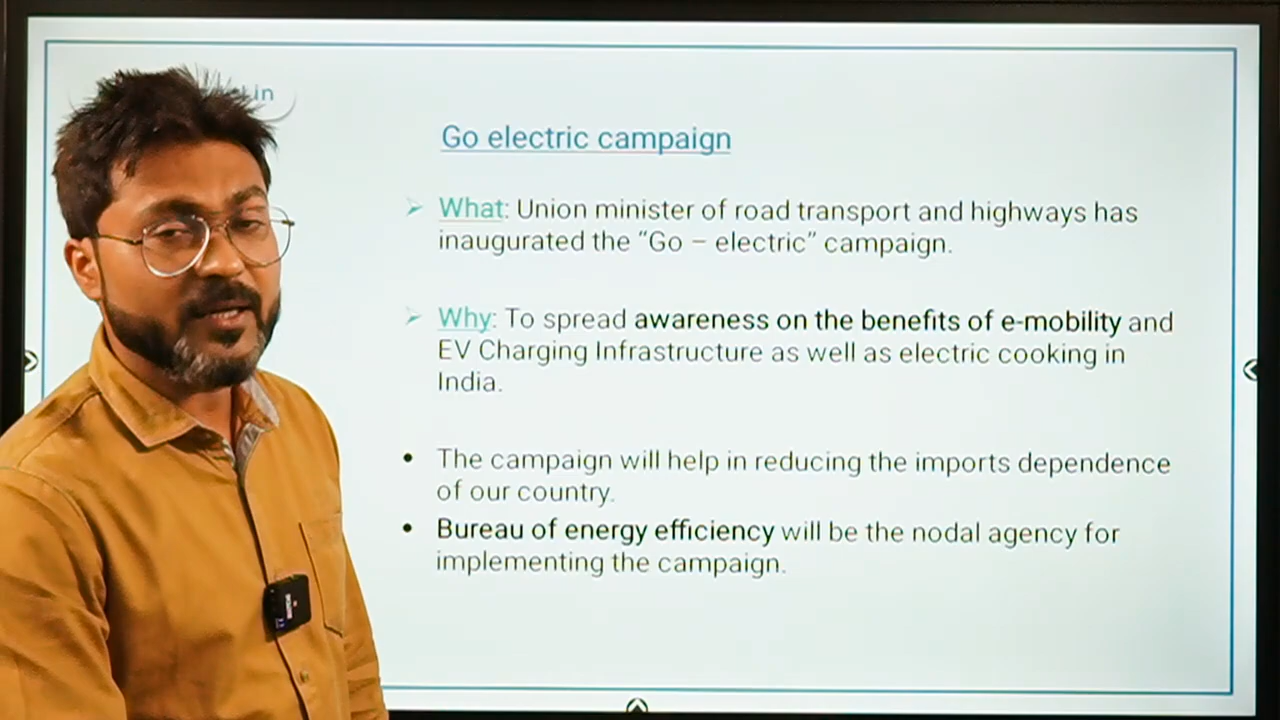 in
Go electric campaign
What: Union minister of road transport and highways has
inaugurated the “Go – electric” campaign.
Why: To spread awareness on the benefits of e-mobility and
EV Charging Infrastructure as well as electric cooking in
India.
The campaign will help in reducing the imports dependence
of our country.
Bureau of energy efficiency will be the nodal agency for
implementing the campaign.